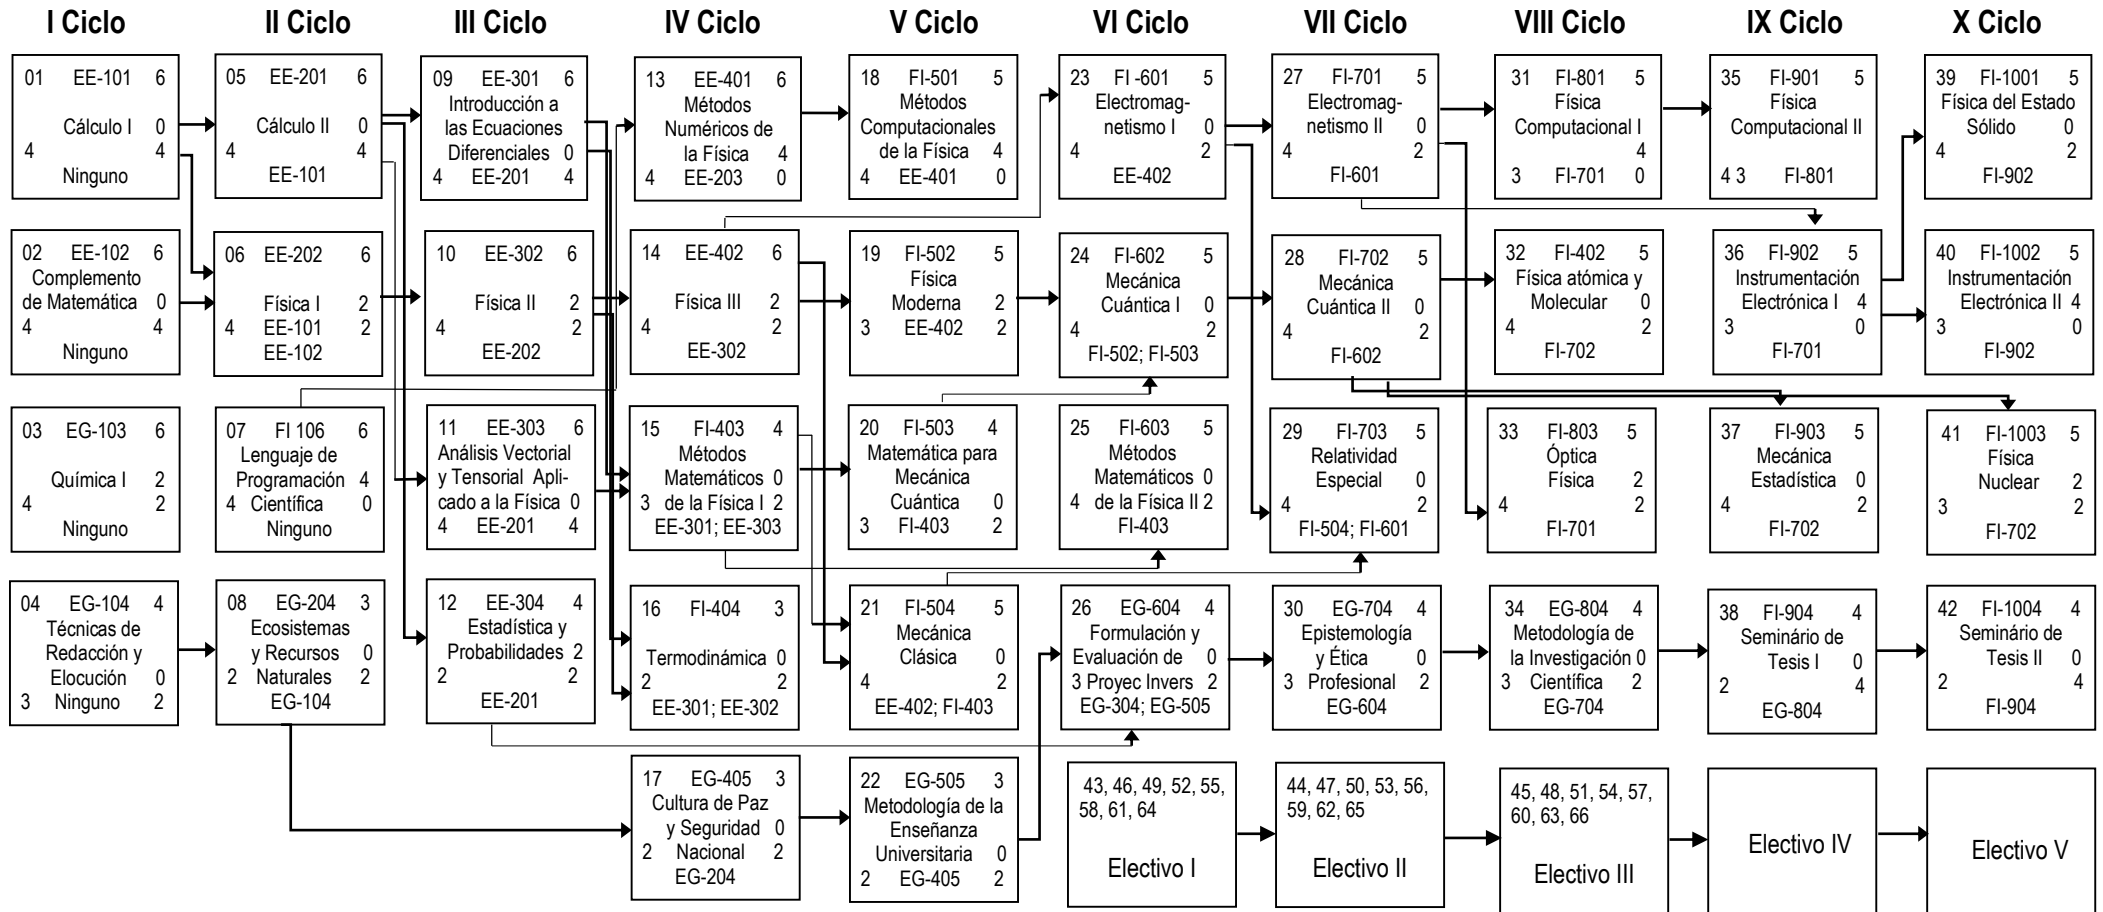 I Ciclo II Ciclo III Ciclo IV Ciclo V Ciclo VI Ciclo VII Ciclo VIII Ciclo IX Ciclo X Ciclo
01 EE-101 6
Cálculo I 0
4 4
Ninguno
05 EE-201 6
Cálculo II 0
4 4
EE-101
09 EE-301 6
Introducción a
las Ecuaciones
Diferenciales 0
4 EE-201 4
13 EE-401 6
Métodos
Numéricos de
la Física 4
4 EE-203 0
18 FI-501 5
Métodos
Computacionales
de la Física 4
4 EE-401 0
23 FI -601 5
Electromag-
netismo I 0
4 2
EE-402
27 FI-701 5
Electromag-
netismo II 0
4 2
FI-601
31 FI-801 5
Física
Computacional I
4
3 FI-701 0
35 FI-901 5
Física
Computacional II
4 3 FI-801
39 FI-1001 5
Física del Estado
Sólido 0
4 2
FI-902
02 EE-102 6
Complemento
de Matemática 0
4 4
Ninguno
06 EE-202 6
Física I 2
4 EE-101 2
EE-102
10 EE-302 6
Física II 2
4 2
EE-202
14 EE-402 6
Física III 2
4 2
EE-302
19 FI-502 5
Física
Moderna 2
3 EE-402 2
24 FI-602 5
Mecánica
Cuántica I 0
4 2
FI-502; FI-503
28 FI-702 5
Mecánica
Cuántica II 0
4 2
FI-602
32 FI-402 5
Física atómica y
Molecular 0
4 2
FI-702
36 FI-902 5
Instrumentación
Electrónica I 4
3 0
FI-701
40 FI-1002 5
Instrumentación
Electrónica II 4
3 0
FI-902
03 EG-103 6
Química I 2
4 2
Ninguno
07 FI 106 6
Lenguaje de
Programación 4
4 Científica 0
Ninguno
11 EE-303 6
Análisis Vectorial
y Tensorial Apli-
cado a la Física 0
4 EE-201 4
15 FI-403 4
Métodos
Matemáticos 0
3 de la Física I 2
EE-301; EE-303
20 FI-503 4
Matemática para
Mecánica
Cuántica 0
3 FI-403 2
25 FI-603 5
Métodos
Matemáticos 0
4 de la Física II 2
FI-403
29 FI-703 5
Relatividad
Especial 0
4 2
FI-504; FI-601
33 FI-803 5
Óptica
Física 2
4 2
FI-701
37 FI-903 5
Mecánica
Estadística 0
4 2
FI-702
41 FI-1003 5
Física
Nuclear 2
3 2
FI-702
04 EG-104 4
Técnicas de
Redacción y
Elocución 0
3 Ninguno 2
08 EG-204 3
Ecosistemas
y Recursos 0
2 Naturales 2
EG-104
12 EE-304 4
Estadística y
Probabilidades 2
2 2
EE-201
16 FI-404 3
Termodinámica 0
2 2
EE-301; EE-302
21 FI-504 5
Mecánica
Clásica 0
4 2
EE-402; FI-403
26 EG-604 4
Formulación y
Evaluación de 0
3 Proyec Invers 2
EG-304; EG-505
30 EG-704 4
Epistemología
y Ética 0
3 Profesional 2
EG-604
34 EG-804 4
Metodología de
la Investigación 0
3 Científica 2
EG-704
38 FI-904 4
Seminário de
Tesis I 0
2 4
EG-804
42 FI-1004 4
Seminário de
Tesis II 0
2 4
FI-904
17 EG-405 3
Cultura de Paz
y Seguridad 0
2 Nacional 2
EG-204
22 EG-505 3
Metodología de la
Enseñanza
Universitaria 0
2 EG-405 2
43, 46, 49, 52, 55,
58, 61, 64
Electivo I
44, 47, 50, 53, 56,
59, 62, 65
Electivo II
45, 48, 51, 54, 57,
60, 63, 66
Electivo III
Electivo IV
Electivo V